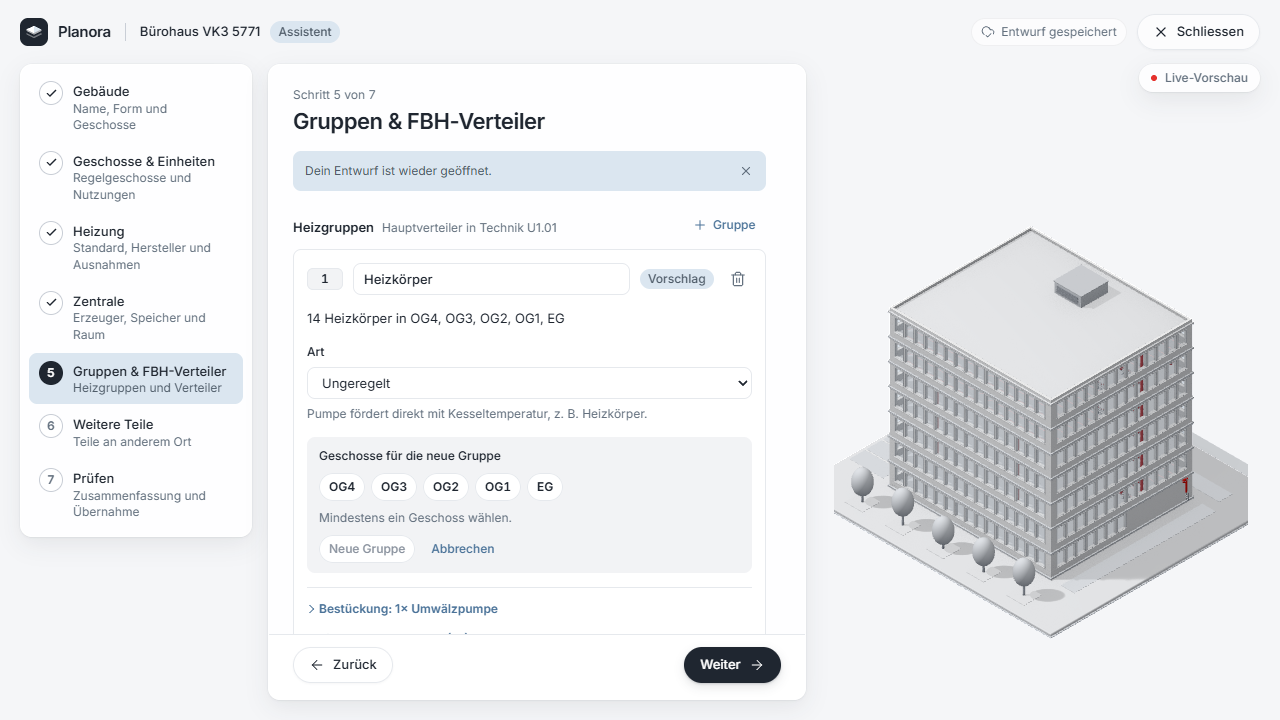 Planora
Bürohaus VK3 5771
Assistent
Entwurf gespeichert
Schliessen
Live-Vorschau
Gebäude
Name, Form und
Geschosse
Geschosse & Einheiten
Regelgeschosse und
Nutzungen
Heizung
Standard, Hersteller und
Ausnahmen
Zentrale
Erzeuger, Speicher und
Raum
5
Gruppen & FBH-Verteiler
Heizgruppen und Verteiler
6
Weitere Teile
Teile an anderem Ort
7
Prüfen
Zusammenfassung und
Übernahme
Schritt 5 von 7
Gruppen & FBH-Verteiler
Dein Entwurf ist wieder geöffnet.
Heizgruppen Hauptverteiler in Technik U1.01
Gruppe
1 Heizkörper Vorschlag
14 Heizkörper in OG4, OG3, OG2, OG1, EG
Art
Ungeregelt
Pumpe fördert direkt mit Kesseltemperatur, z. B. Heizkörper.
Geschosse für die neue Gruppe
OG4 OG3 OG2 OG1 EG
Mindestens ein Geschoss wählen.
Neue Gruppe Abbrechen
Bestückung: 1× Umwälzpumpe
Zurück
Weiter